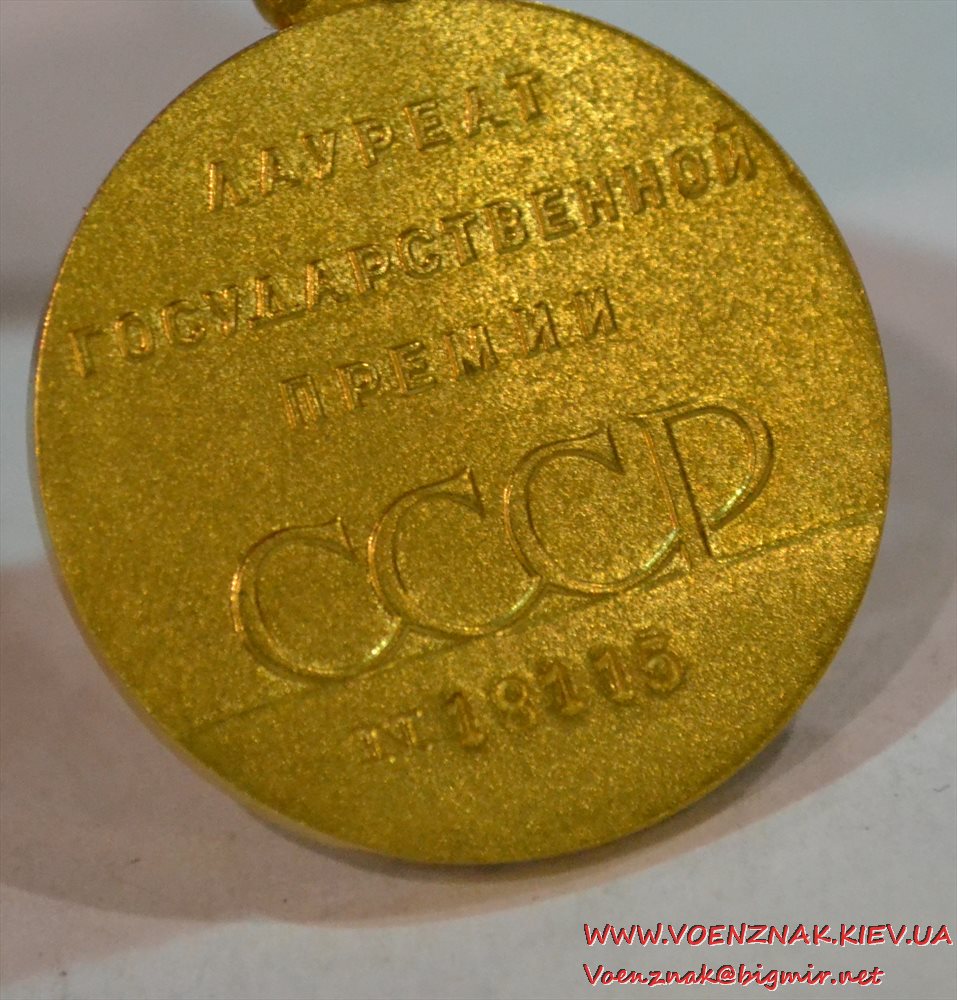 ЛАУРЕАТ
ГОСУДАРСТВЕННОЙ
ПРЕМИИ
СССР
№ 18115
WWW.VOENZNAK.KIEV.UA
Voenznak@bigmir.net